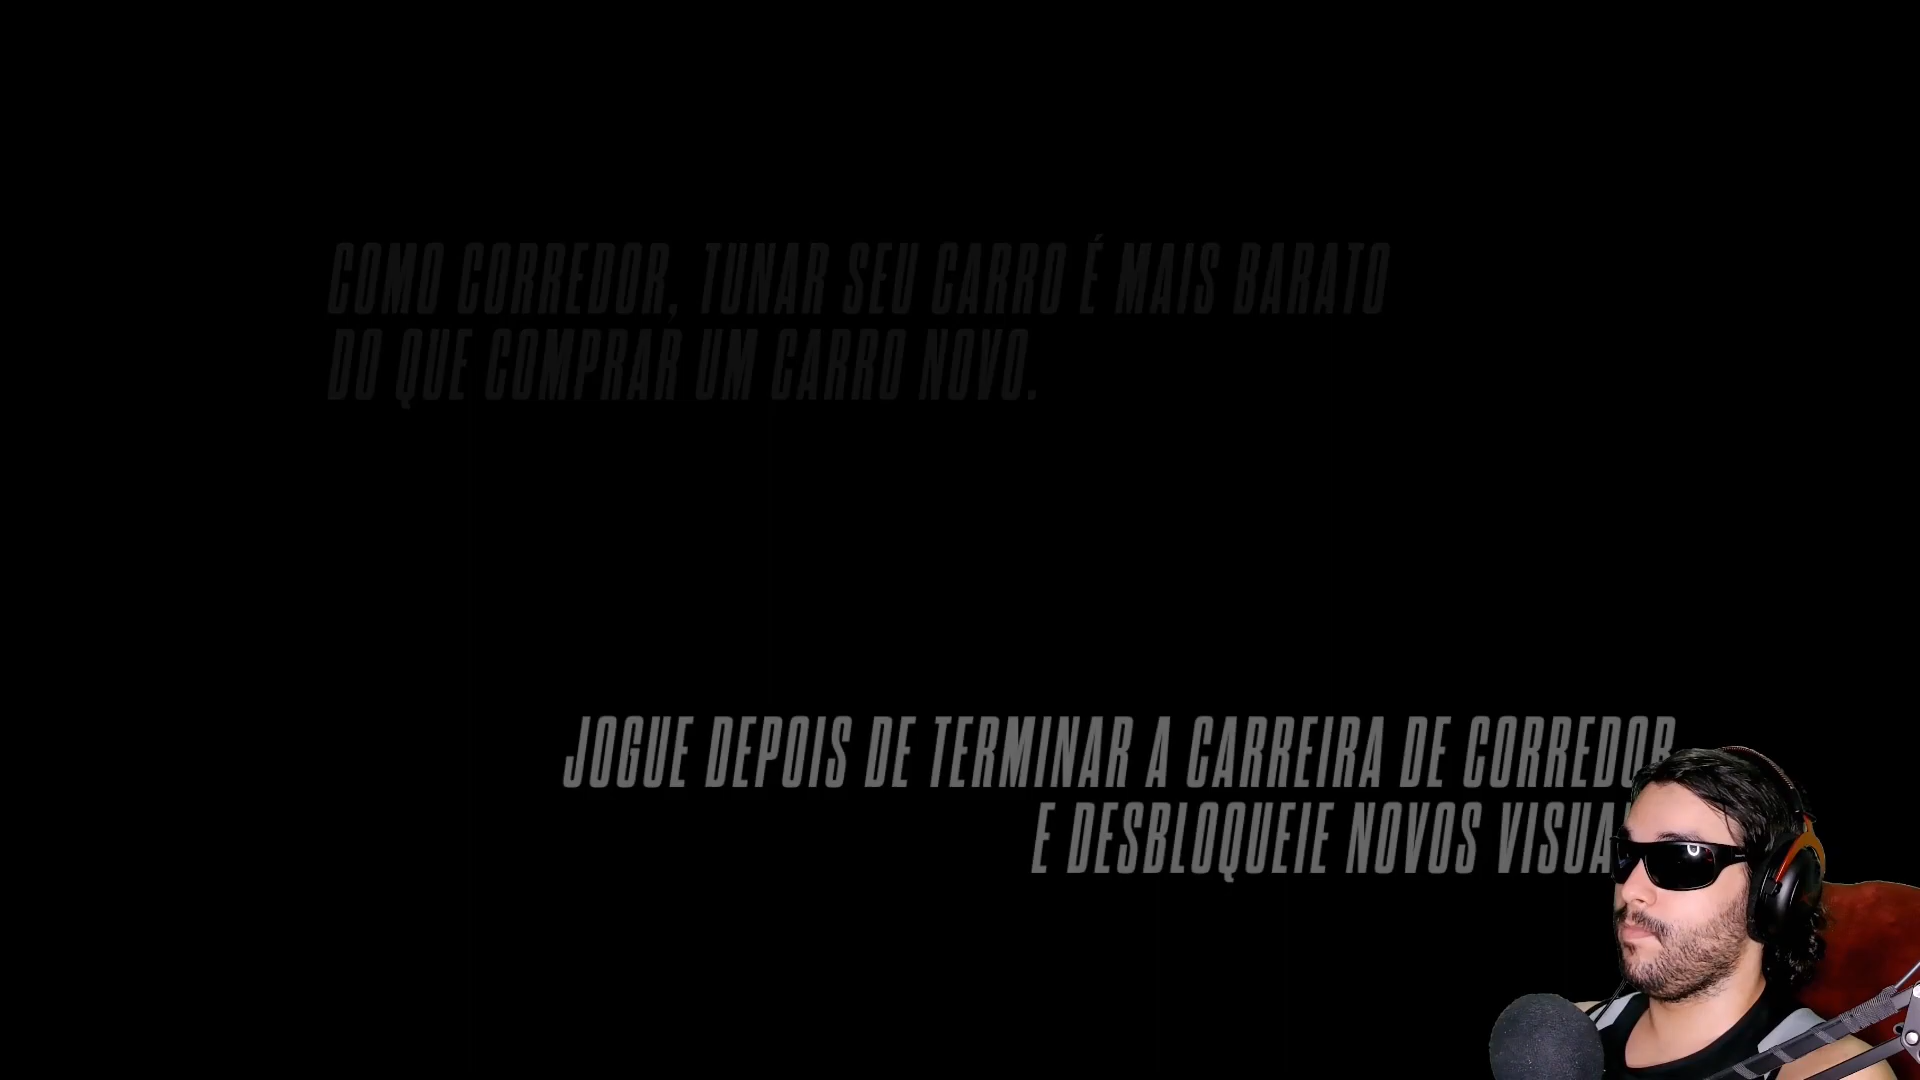 COMO CORREDOR, TUNAR SEU CARRO É MAIS BARATO
DO QUE COMPRAR UM CARRO NOVO.
JOGUE DEPOIS DE TERMINAR A CARREIRA DE CORREDOR
E DESBLOQUEIE NOVOS